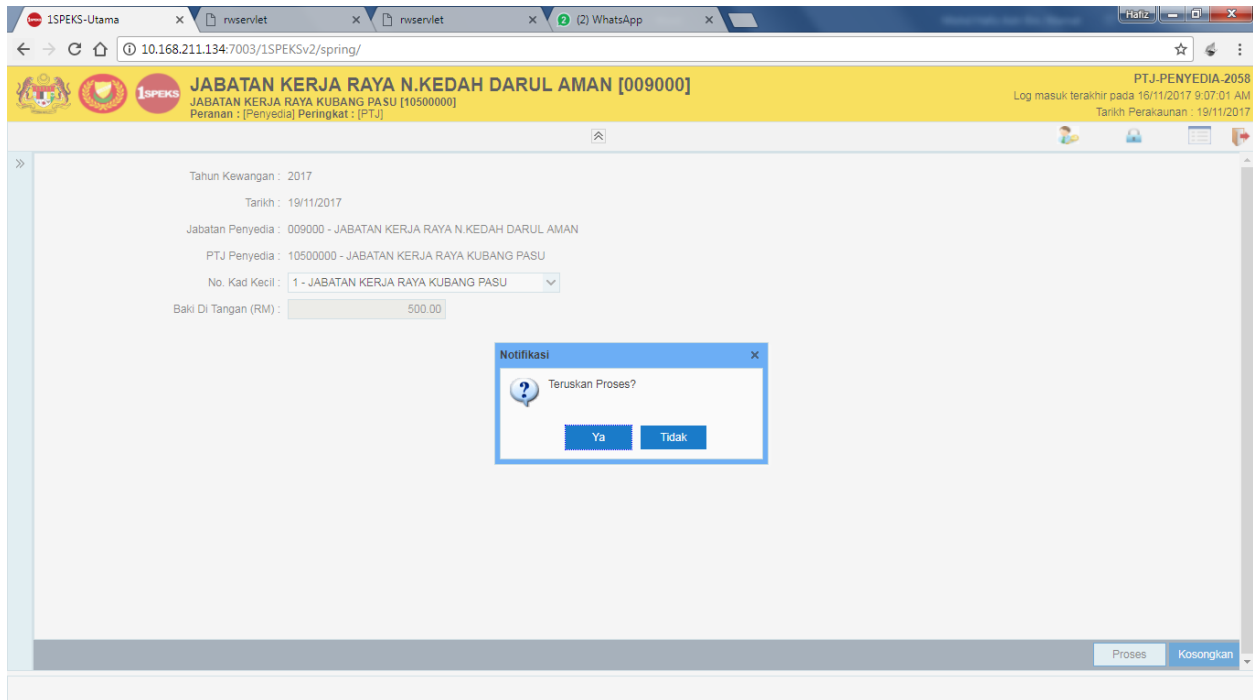 1SPEKS-Utama
rwservlet
rwservlet
2 (2) WhatsApp
Hafiz
10.168.211.134:7003/1SPEKSv2/spring/
1SPEKS
JABATAN KERJA RAYA N.KEDAH DARUL AMAN [009000]
JABATAN KERJA RAYA KUBANG PASU [10500000]
Peranan : [Penyedia] Peringkat : [PTJ]
PTJ-PENYEDIA-2058
Log masuk terakhir pada 16/11/2017 9:07:01 AM
Tarikh Perakaunan : 19/11/2017
Tahun Kewangan : 2017
Tarikh : 19/11/2017
Jabatan Penyedia : 009000 - JABATAN KERJA RAYA N.KEDAH DARUL AMAN
PTJ Penyedia : 10500000 - JABATAN KERJA RAYA KUBANG PASU
No. Kad Kecil : 1 - JABATAN KERJA RAYA KUBANG PASU
Baki Di Tangan (RM) : 500.00
Notifikasi
Teruskan Proses?
Ya Tidak
Proses Kosongkan